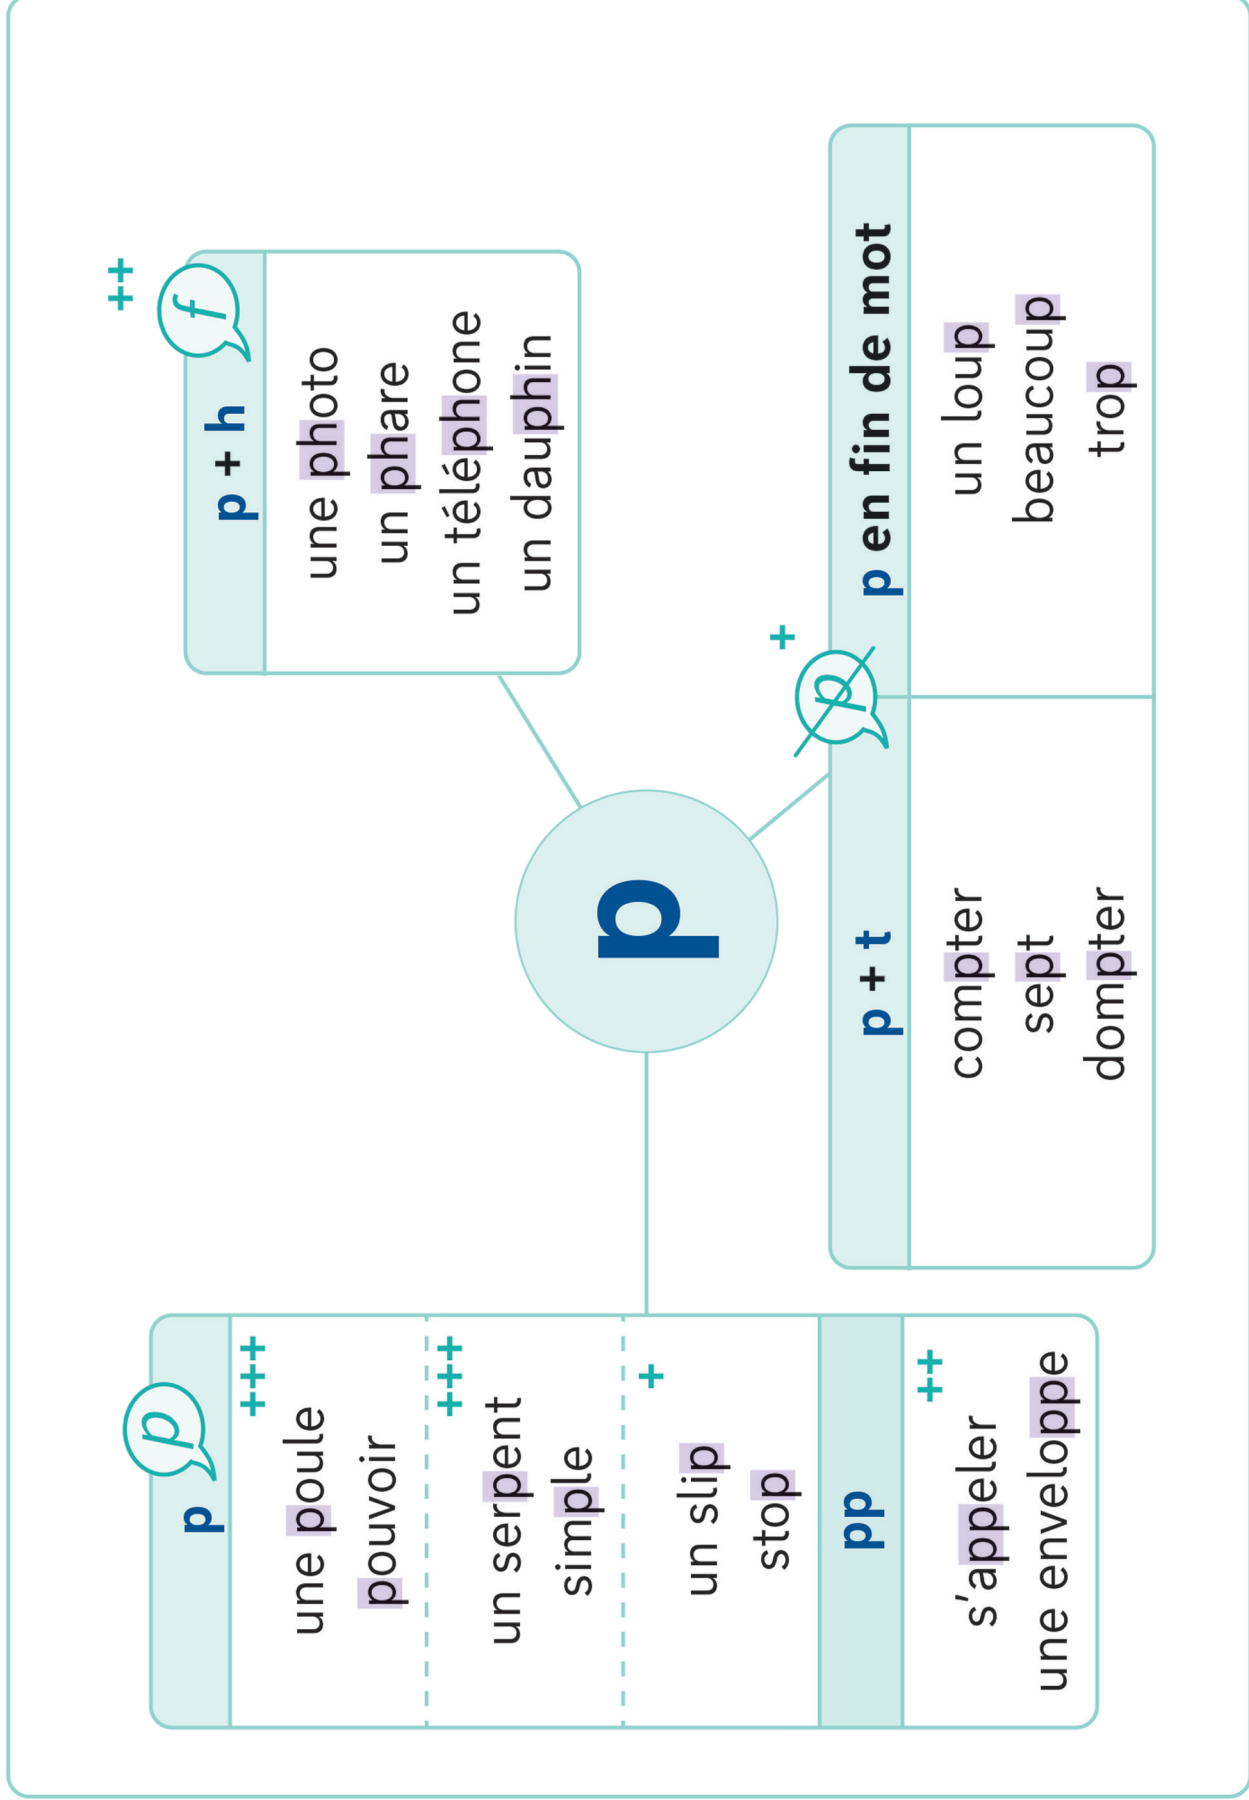 p
p
+++
une poule
pouvoir
+++
un serpent
simple
+
un slip
stop
pp
++
s'appeler
une enveloppe
p
++
f
p + h
une photo
un phare
un téléphone
un dauphin
+
p
p + t
compter
sept
dompter
p en fin de mot
un loup
beaucoup
trop